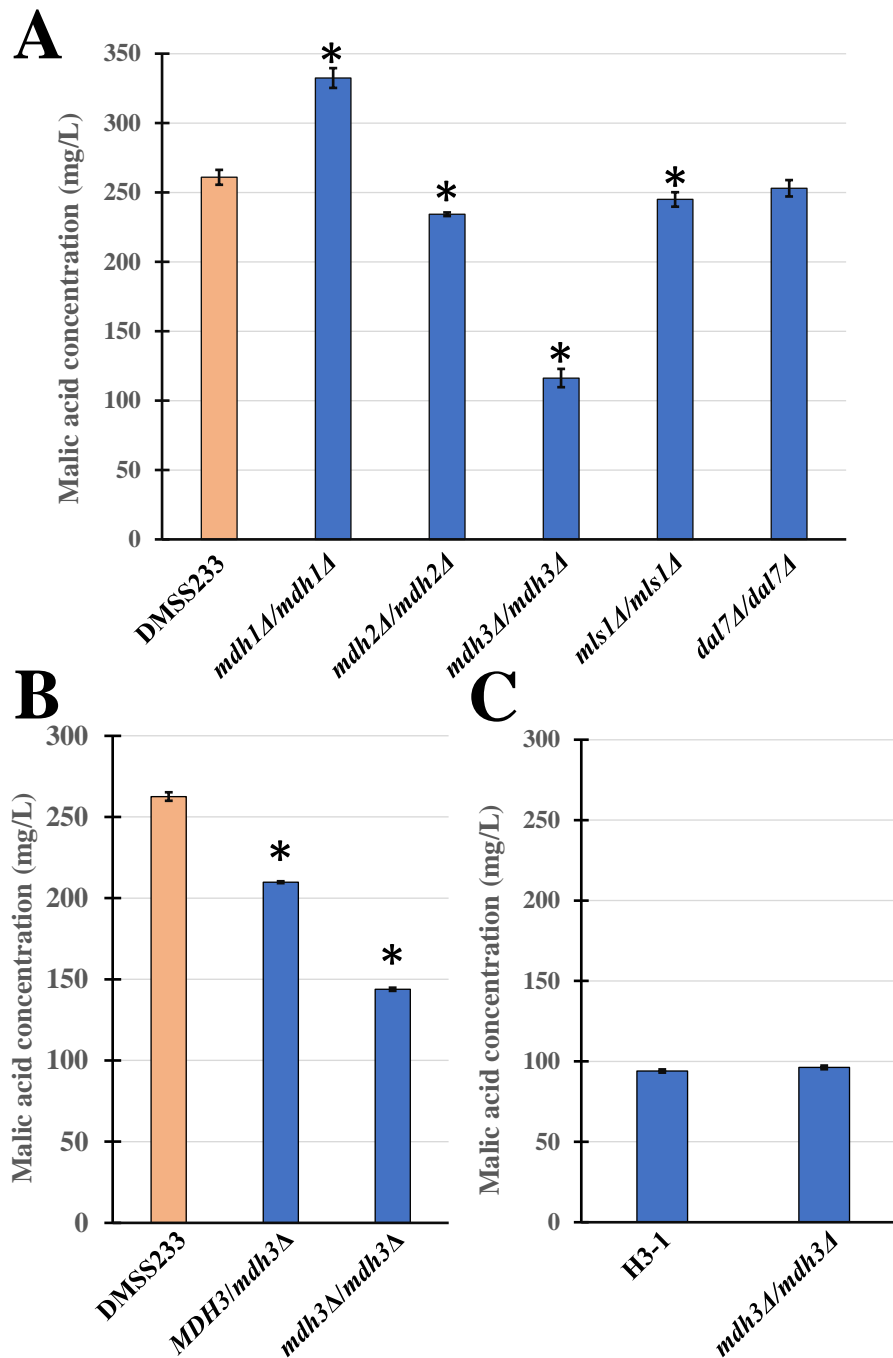 A
Malic acid concentration (mg/L)
350
300
250
200
150
100
50
0
*
*
*
*
DMSS233
mdh1Δ/mdh1Δ
mdh2Δ/mdh2Δ
mdh3Δ/mdh3Δ
mls1Δ/mls1Δ
dal7Δ/dal7Δ
B
Malic acid concentration (mg/L)
300
250
200
150
100
50
0
*
*
DMSS233
MDH3/mdh3Δ
mdh3Δ/mdh3Δ
C
Malic acid concentration (mg/L)
300
250
200
150
100
50
0
H3-1
mdh3Δ/mdh3Δ